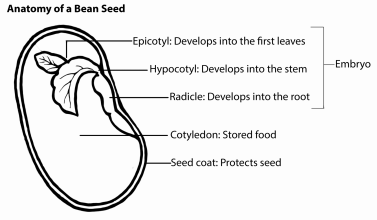 Anatomy of a Bean Seed
Epicotyl: Develops into the first leaves
Hypocotyl: Develops into the stem
Embryo
Radicle: Develops into the root
Cotyledon: Stored food
Seed coat: Protects seed